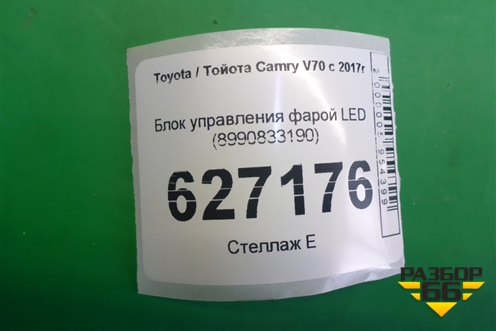 Toyota / Тойота Camry V70 с 2017г
Блок управления фарой LED
(8990833190)
627176
Стеллаж Е
РАЗБОР
66